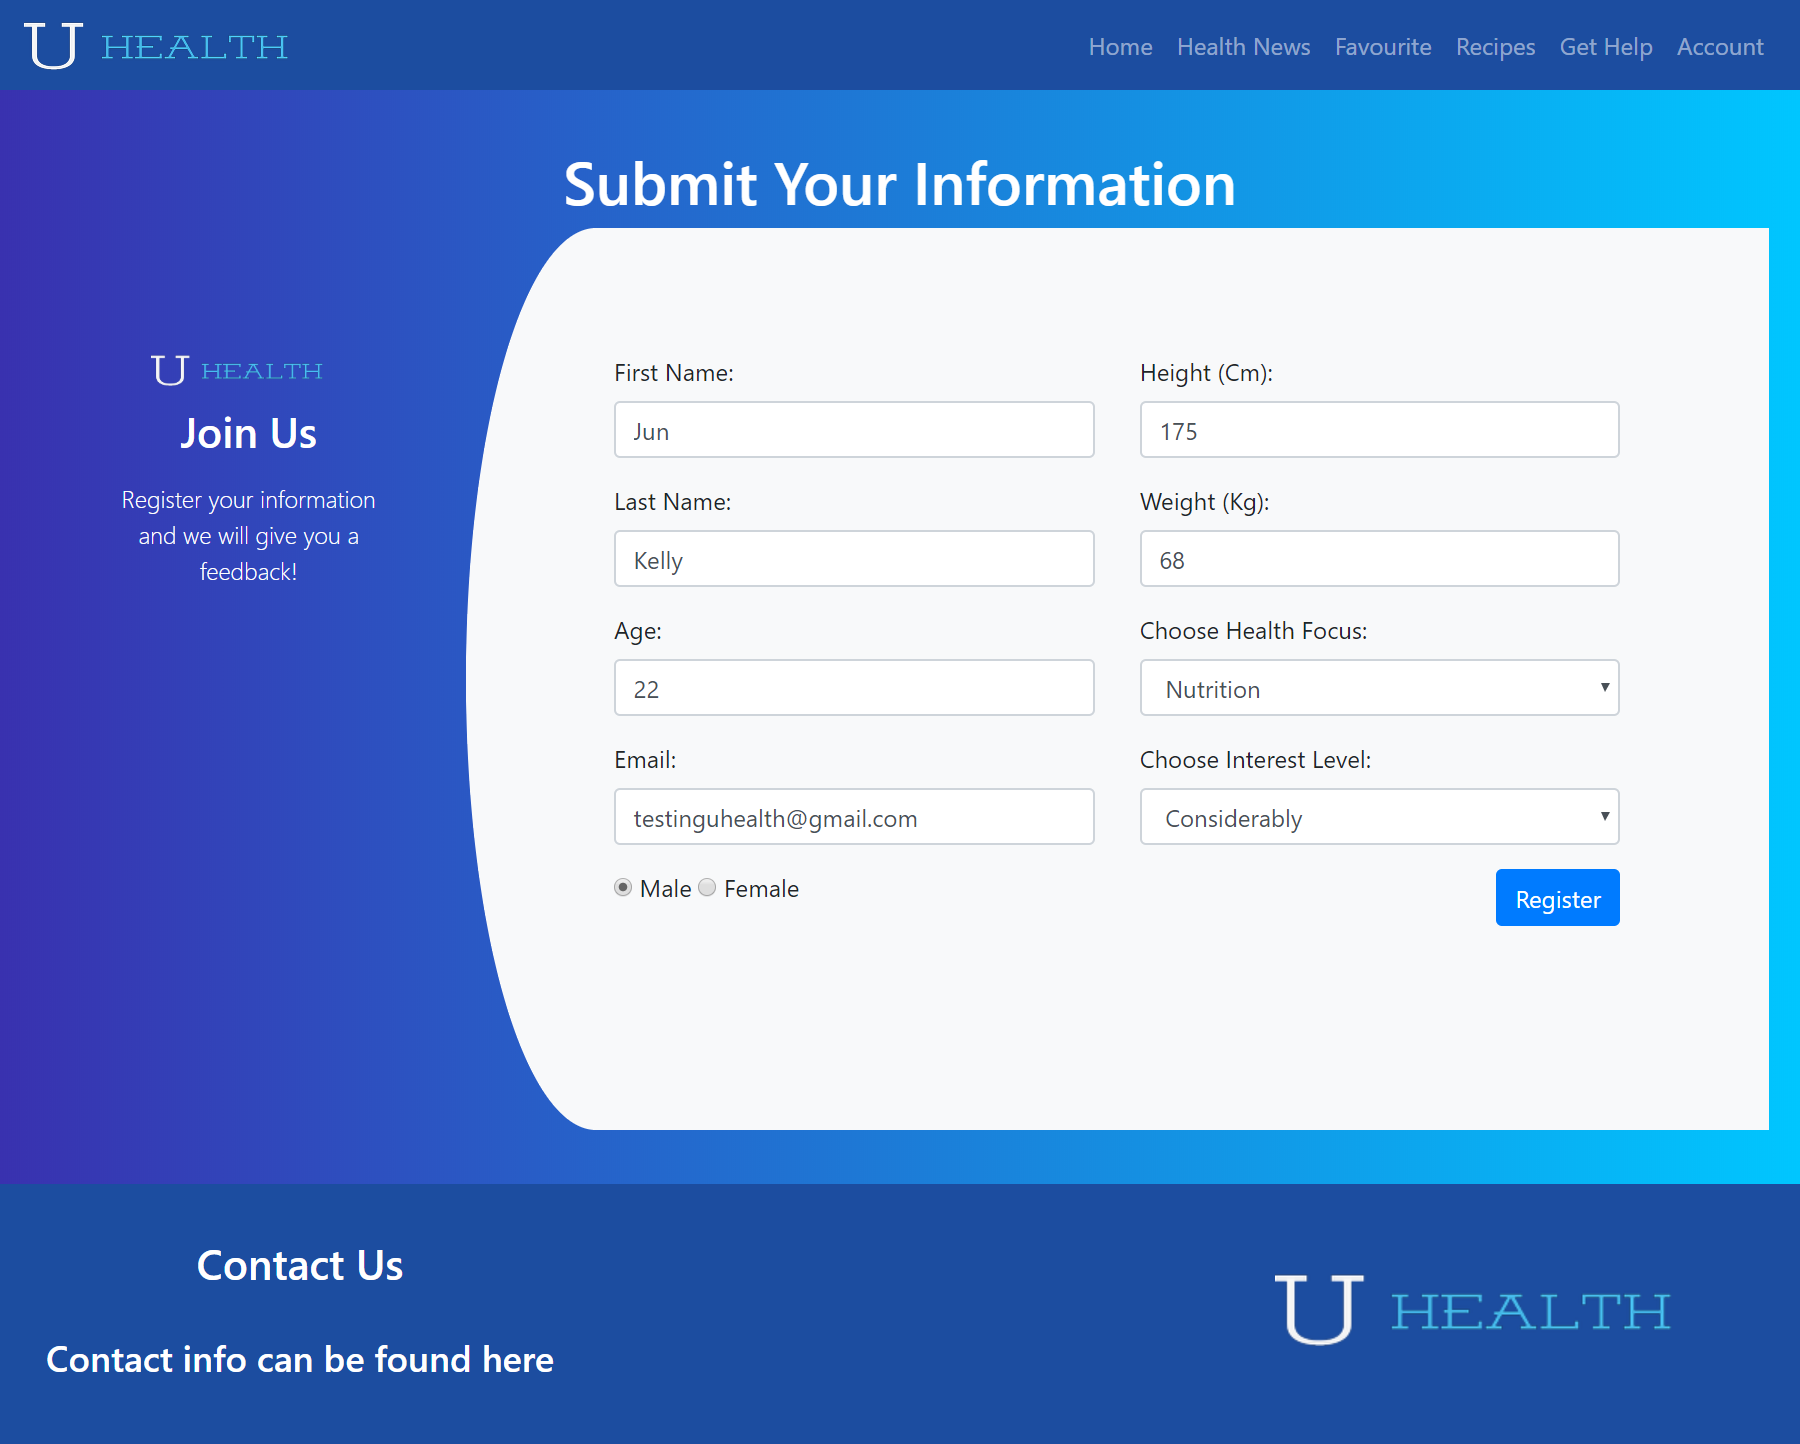 U HEALTH
Home Health News Favourite Recipes Get Help Account
Submit Your Information
U HEALTH
Join Us
Register your information
and we will give you a
feedback!
First Name:
Jun
Last Name:
Kelly
Age:
22
Email:
testinguhealth@gmail.com
Male Female
Height (Cm):
175
Weight (Kg):
68
Choose Health Focus:
Nutrition
Choose Interest Level:
Considerably
Register
Contact Us
Contact info can be found here
U HEALTH